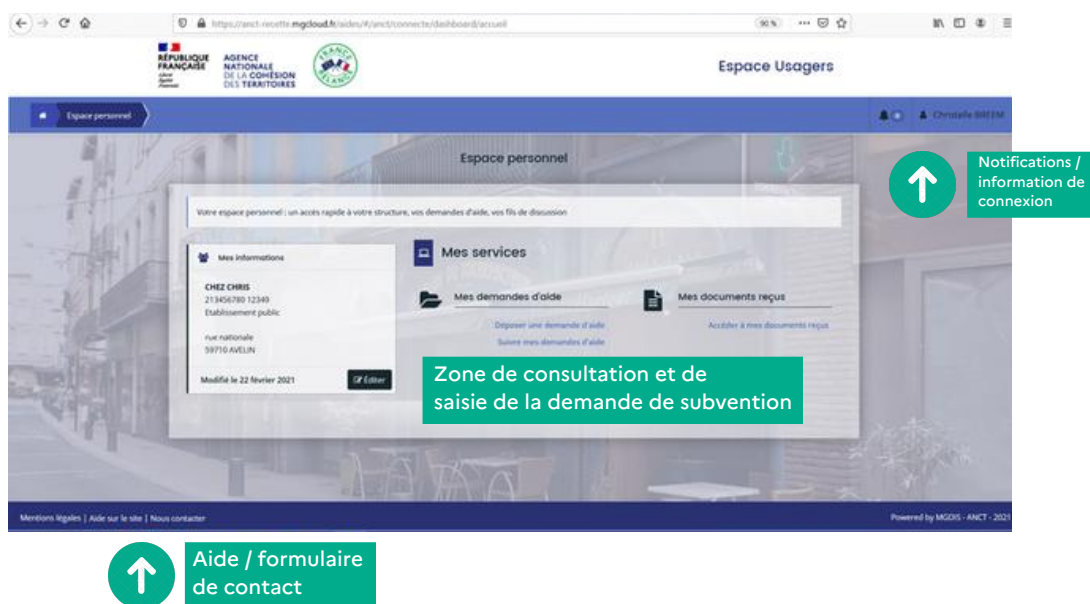 https://anct-recette.mgcloud.fr/aides/#/anct/connecte/dashboard/accueil
90 %
RÉPUBLIQUE
FRANÇAISE
Liberté
Égalité
Fraternité
AGENCE
NATIONALE
DE LA COHÉSION
DES TERRITOIRES
FRANCE
RELANCE
Espace Usagers
Espace personnel
Christelle
Espace personnel
Notifications /
information de
connexion
Votre espace personnel : un accès rapide à votre structure, vos demandes d'aide, vos fils de discussion
Mes informations
CHEZ CHRIS
213456780 12349
Etablissement public
rue nationale
59710 AVELIN
Modifié le 22 février 2021
Éditer
Mes services
Mes demandes d'aide
Déposer une demande d'aide
Suivre mes demandes d'aide
Mes documents reçus
Accéder à mes documents reçus
Zone de consultation et de
saisie de la demande de subvention
Mentions légales | Aide sur le site | Nous contacter
Powered by MGDIS - ANCT - 2021
Aide / formulaire
de contact